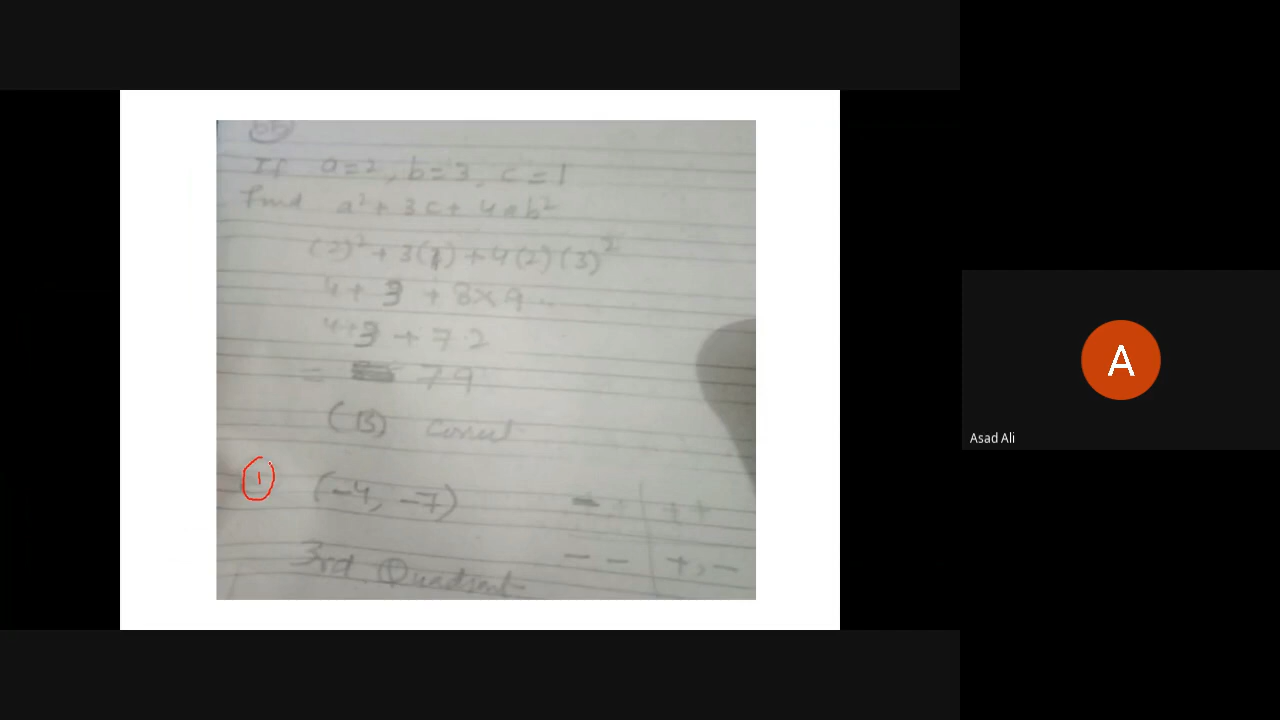 If a=2, b=3, c=1
Find a²+3c+4ab²
(2)²+3(1)+4(2)(3)²
4+3+8×9
4+3+72
= 79
(B) Correct
1 (-4, -7)
+ +
3rd Quadrant
- - +,-
A
Asad Ali